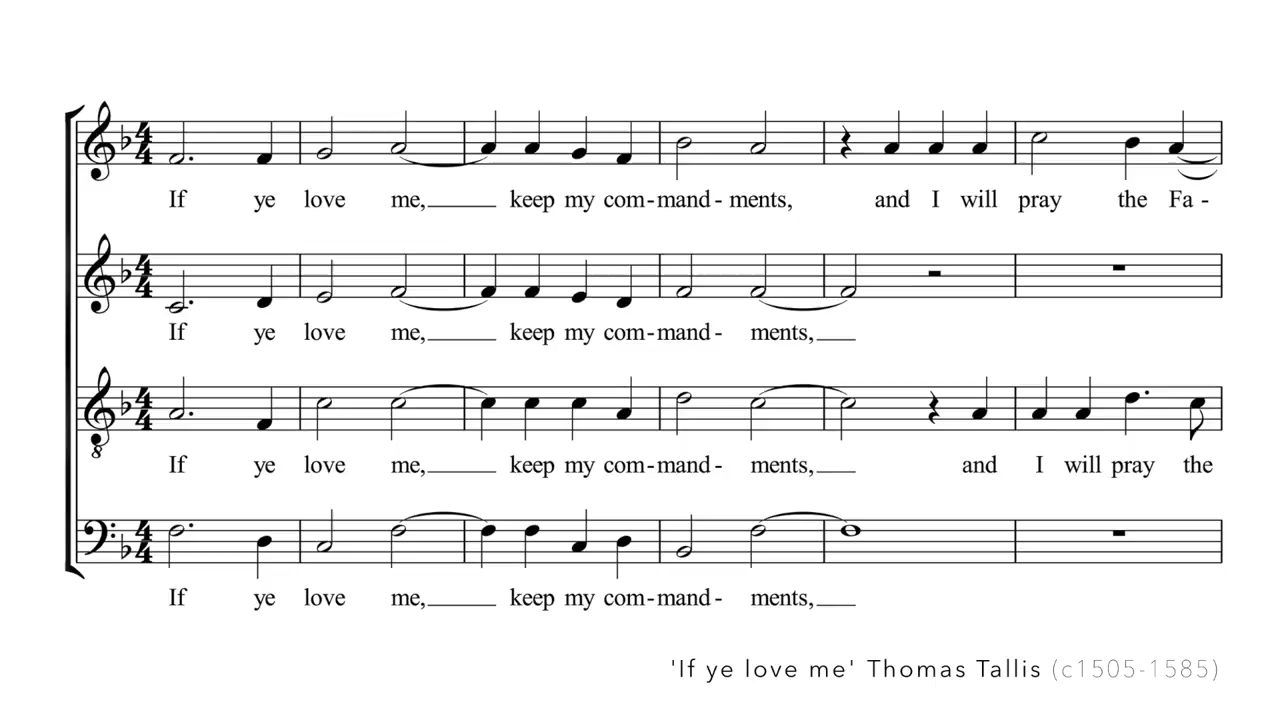 If ye love me, keep my com-mand-ments, and I will pray the Fa-
If ye love me, keep my com-mand-ments,
If ye love me, keep my com-mand-ments, and I will pray the
8
If ye love me, keep my com-mand-ments,
'If ye love me' Thomas Tallis (c1505-1585)